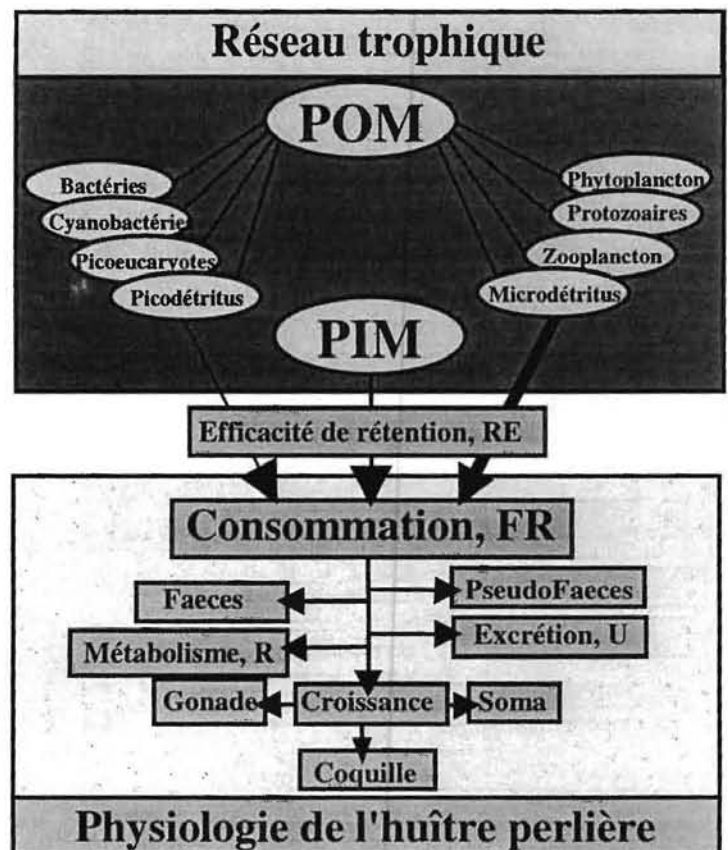 Réseau trophique
POM
Bactéries
Cyanobactéries
Picoeucaryotes
Picodétritus
Phytoplancton
Protozoaires
Zooplancton
Microdétritus
PIM
Efficacité de rétention, RE
Consommation, FR
Faeces
PseudoFaeces
Métabolisme, R
Excrétion, U
Gonade
Croissance
Soma
Coquille
Physiologie de l'huître perlière